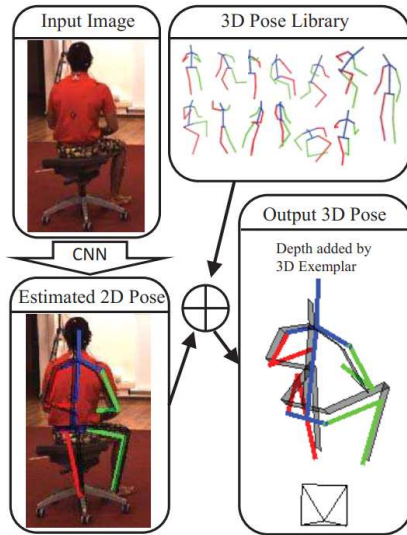 Input Image
3D Pose Library
CNN
Estimated 2D Pose
Output 3D Pose
Depth added by
3D Exemplar